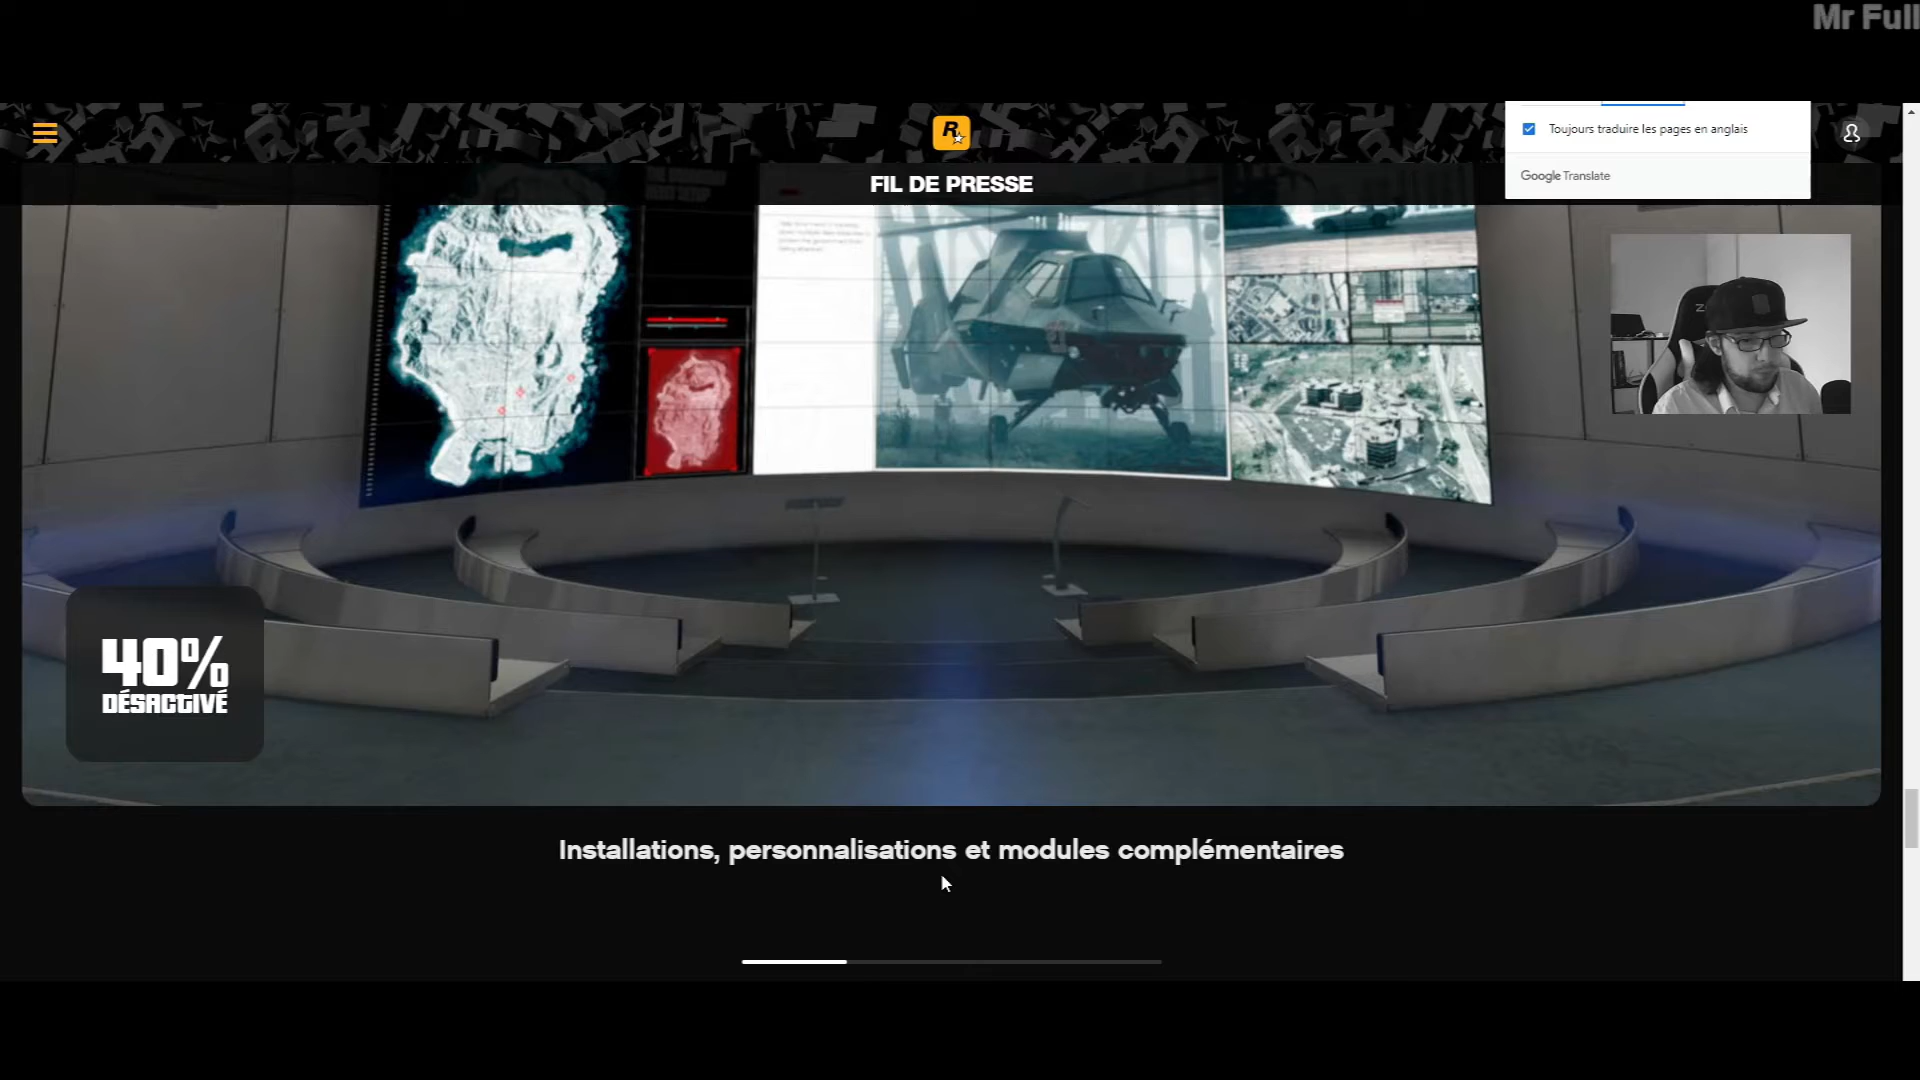 Mr Full
Toujours traduire les pages en anglais
Google Translate
R
FIL DE PRESSE
40%
DÉSACTIVÉ
Installations, personnalisations et modules complémentaires